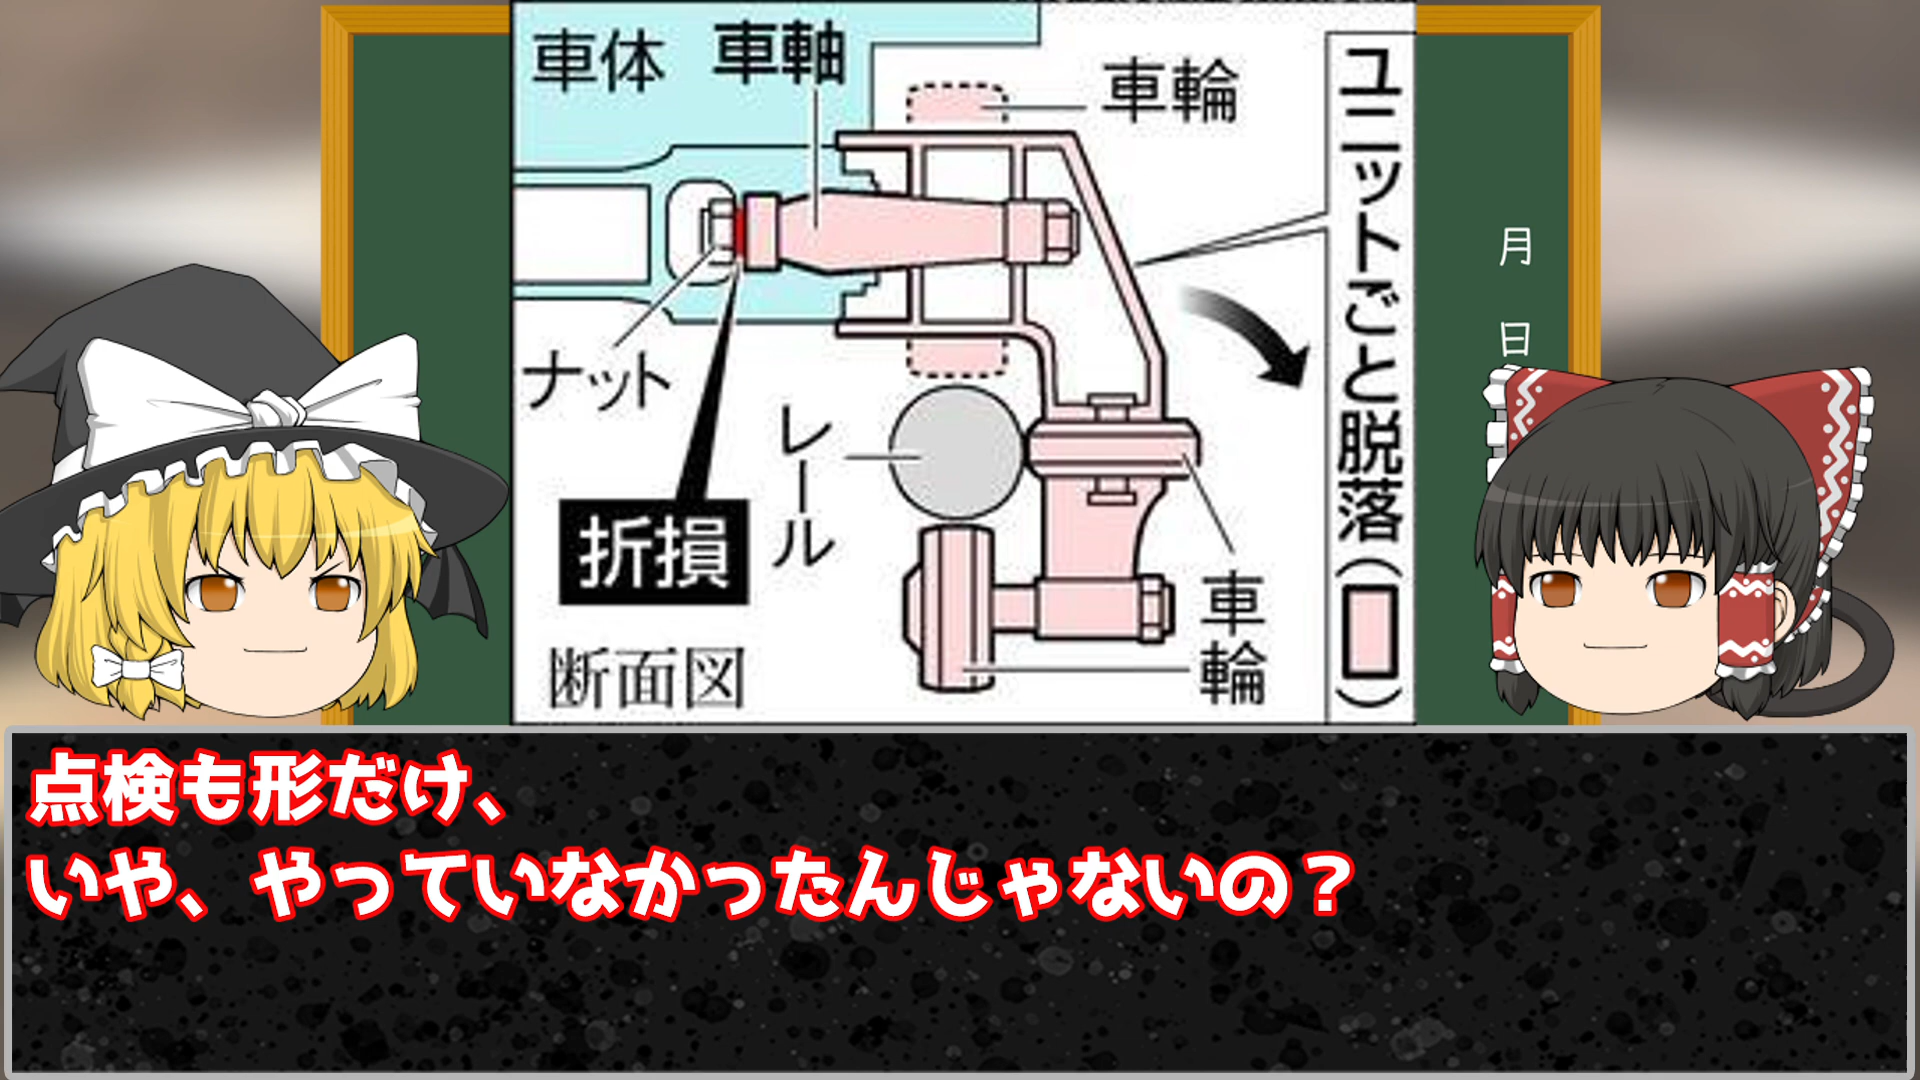 車体
車軸
車輪
ユニットごと脱落(
)
ナット
レール
折損
車輪
断面図
月
日
点検も形だけ、
いや、やっていなかったんじゃないの？